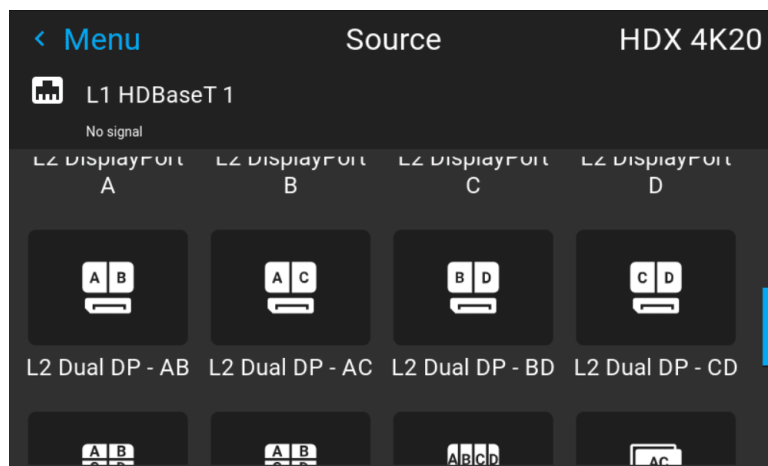 Menu
Source
HDX 4K20
L1 HDBaseT 1
No signal
L2 DisplayPort L2 DisplayPort L2 DisplayPort L2 DisplayPort
A B C D
A B A C B D C D
L2 Dual DP - AB L2 Dual DP - AC L2 Dual DP - BD L2 Dual DP - CD
A B A B A B C D A C
C D C D